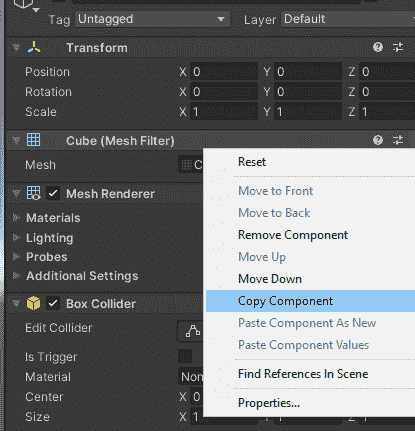 Tag Untagged Layer Default
Transform
Position X 0 Y 0 Z 0
Rotation X 0 Y 0 Z 0
Scale X 1 Y 1 Z 1
Cube (Mesh Filter)
Mesh C
Mesh Renderer
Materials
Lighting
Probes
Additional Settings
Box Collider
Edit Collider
Is Trigger
Material Non
Center X 0
Size X 1 Y 1 Z 1
Reset
Move to Front
Move to Back
Remove Component
Move Up
Move Down
Copy Component
Paste Component As New
Paste Component Values
Find References In Scene
Properties...